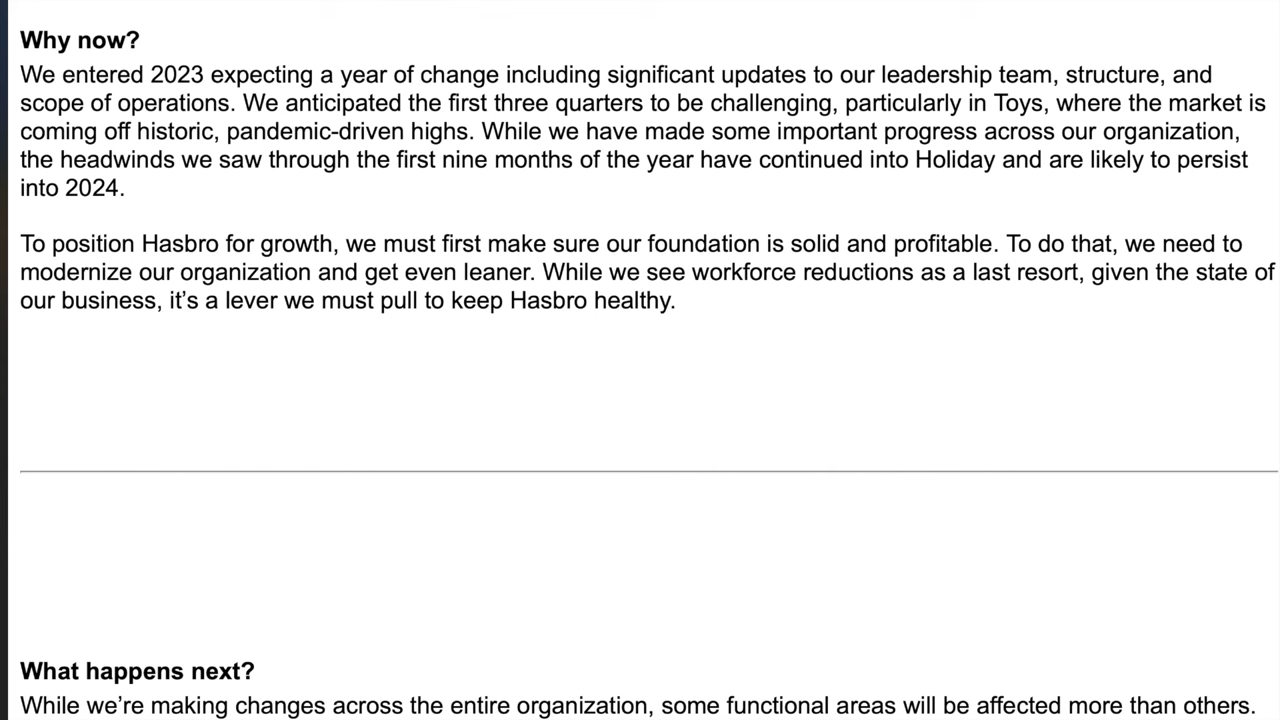 Why now?
We entered 2023 expecting a year of change including significant updates to our leadership team, structure, and
scope of operations. We anticipated the first three quarters to be challenging, particularly in Toys, where the market is
coming off historic, pandemic-driven highs. While we have made some important progress across our organization,
the headwinds we saw through the first nine months of the year have continued into Holiday and are likely to persist
into 2024.
To position Hasbro for growth, we must first make sure our foundation is solid and profitable. To do that, we need to
modernize our organization and get even leaner. While we see workforce reductions as a last resort, given the state of
our business, it’s a lever we must pull to keep Hasbro healthy.
What happens next?
While we’re making changes across the entire organization, some functional areas will be affected more than others.